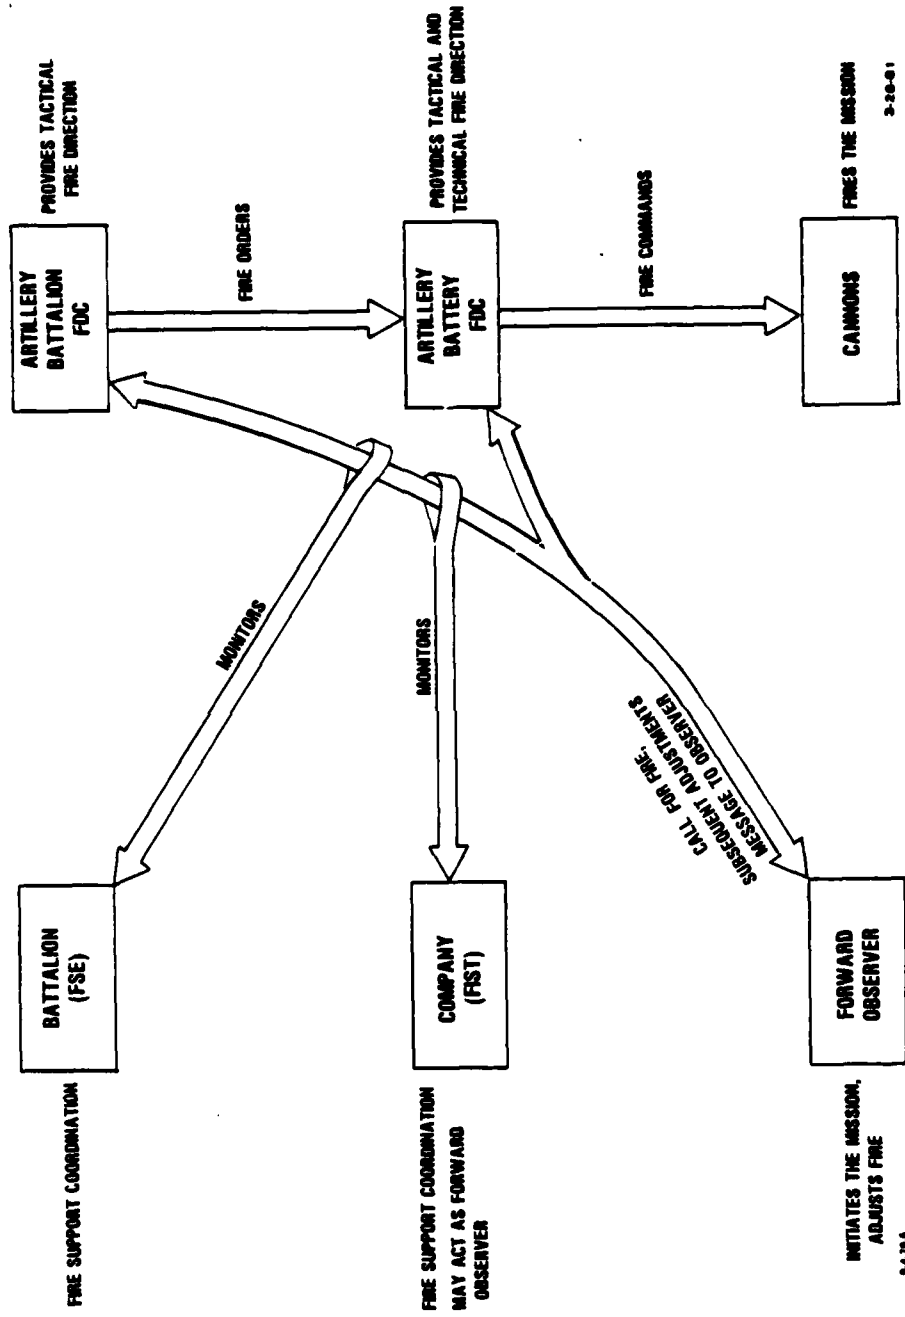 FIRE SUPPORT COORDINATION
BATTALION
(FSE)
MONITORS
ARTILLERY
BATTALION
FDC
PROVIDES TACTICAL
FIRE DIRECTION
FIRE ORDERS
FIRE SUPPORT COORDINATION
MAY ACT AS FORWARD
OBSERVER
COMPANY
(FIST)
MONITORS
ARTILLERY
BATTERY
FDC
PROVIDES TACTICAL AND
TECHNICAL FIRE DIRECTION
CALL FOR FIRE,
SUBSEQUENT ADJUSTMENTS
MESSAGE TO OBSERVER
FIRE COMMANDS
INITIATES THE MISSION,
ADJUSTS FIRE
FORWARD
OBSERVER
CANNONS
FIRES THE MISSION
3-26-81